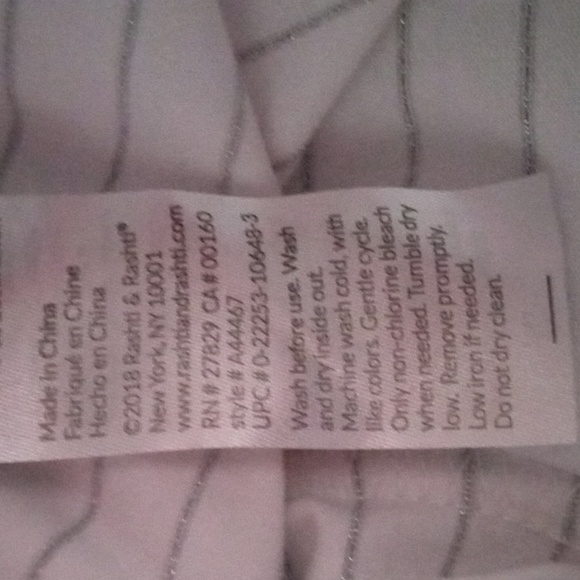 Made in China
Fabriqué en Chine
Hecho en China
©2018 Rashti & Rashti®
New York, NY 10001
www.rashtiandrashti.com
RN # 27829 CA # 00160
style # A44467
UPC # 0-22253-10648-3
Wash before use. Wash
and dry inside out.
Machine wash cold, with
like colors. Gentle cycle.
Only non-chlorine bleach
when needed. Tumble dry
low. Remove promptly.
Low iron if needed.
Do not dry clean.